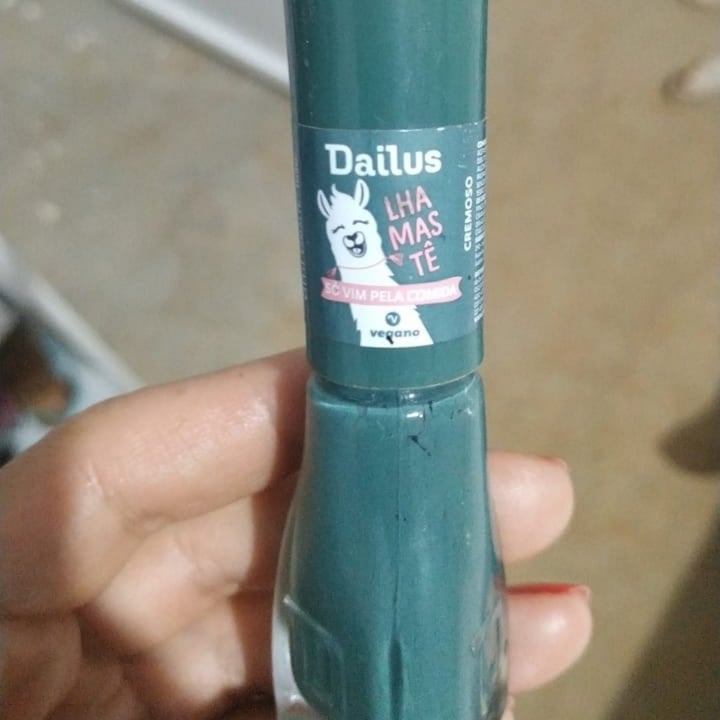 Dailus
LHA
MAS
TÊ
SÓ VIM PELA COMIDA
vegano
CREMOSO